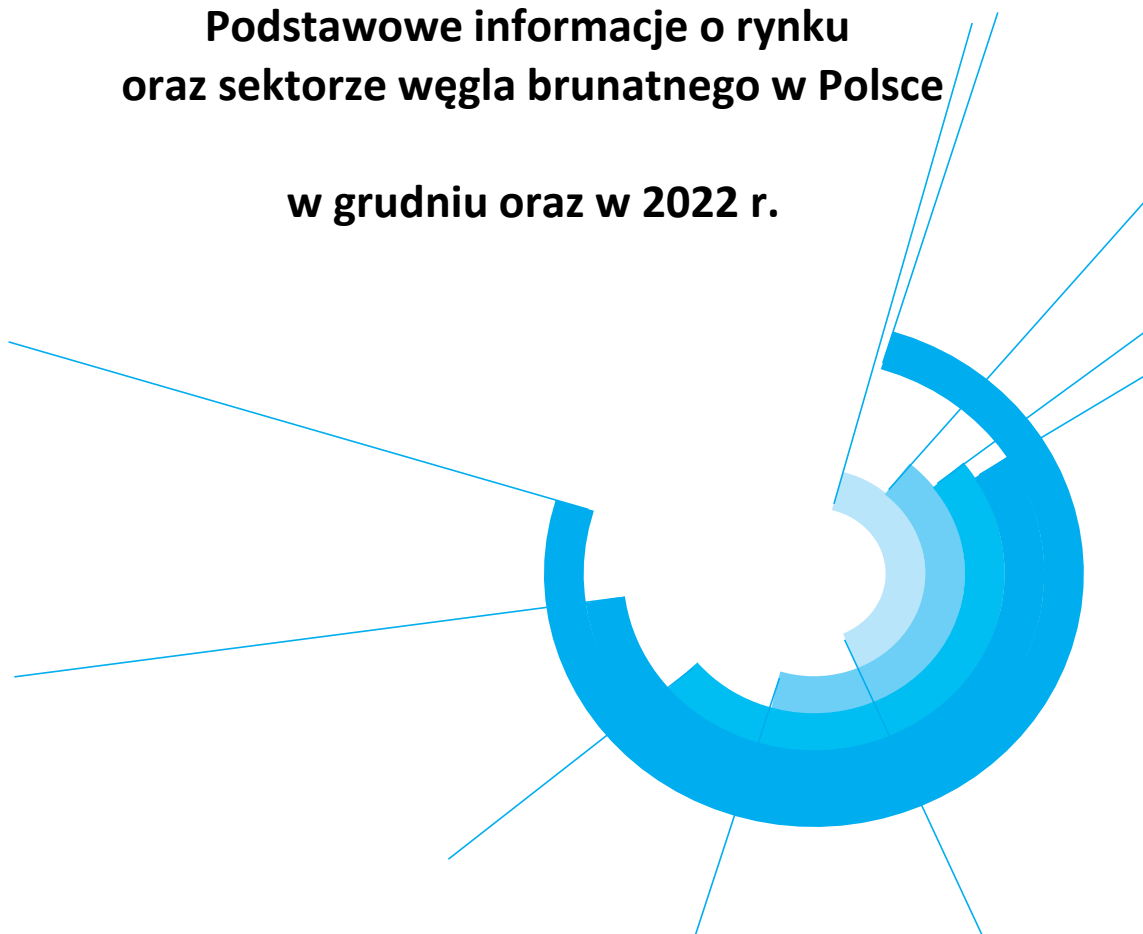 Podstawowe informacje o rynku
oraz sektorze węgla brunatnego w Polsce
w grudniu oraz w 2022 r.